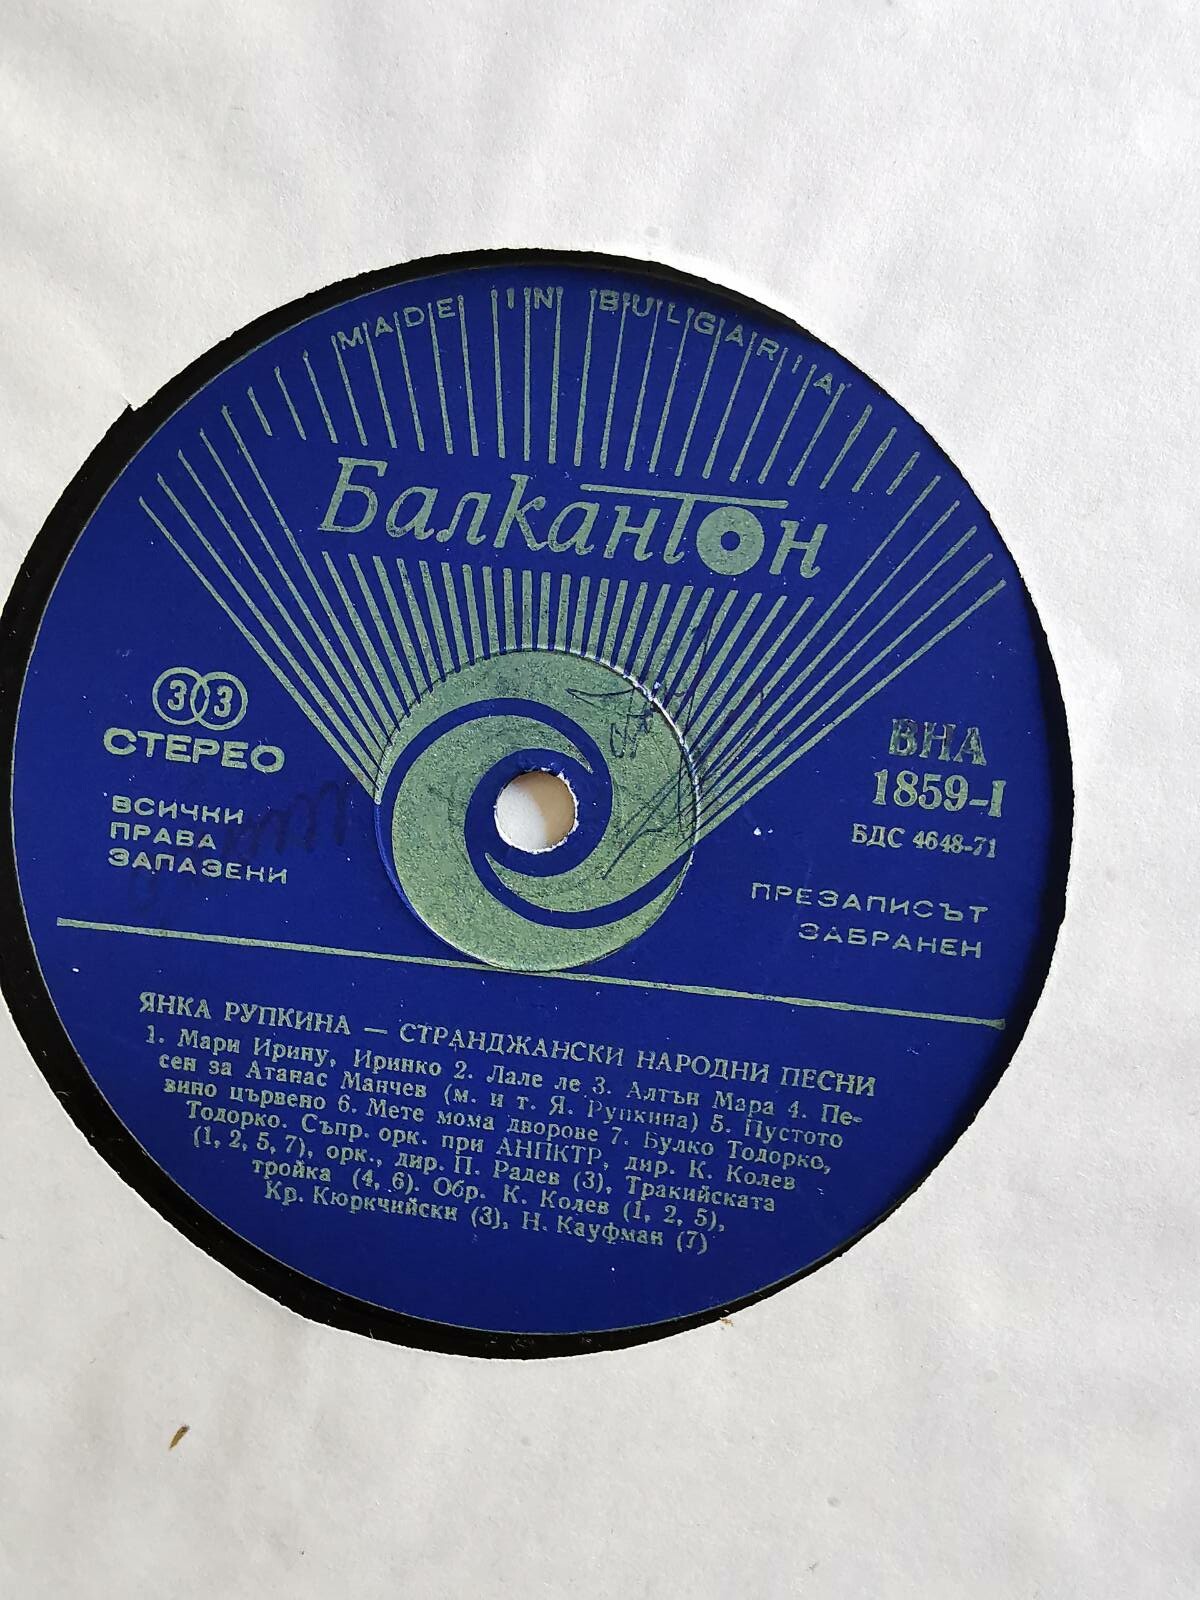 MADE IN BULGARIA
Балкантон
33
СТЕРЕО
ВСИЧКИ
ПРАВА
ЗАПАЗЕНИ
ВНА
1859-I
БДС 4648-71
ПРЕЗАПИСЪТ
ЗАБРАНЕН
ЯНКА РУПКИНА — СТРАНДЖАНСКИ НАРОДНИ ПЕСНИ
1. Мари Ирину, Иринко 2. Лале ле 3. Алтън Мара 4. Пе-
сен за Атанас Манчев (м. и т. Я. Рупкина) 5. Пустото
вино цървено 6. Мете мома дворове 7. Булко Тодорко,
Тодорко. Съпр. орк. при АНПКТР, дир. К. Колев
(1, 2, 5, 7), орк., дир. П. Радев (3), Тракийската
тройка (4, 6). Обр. К. Колев (1, 2, 5),
Кр. Кюркчийски (3), Н. Кауфман (7)